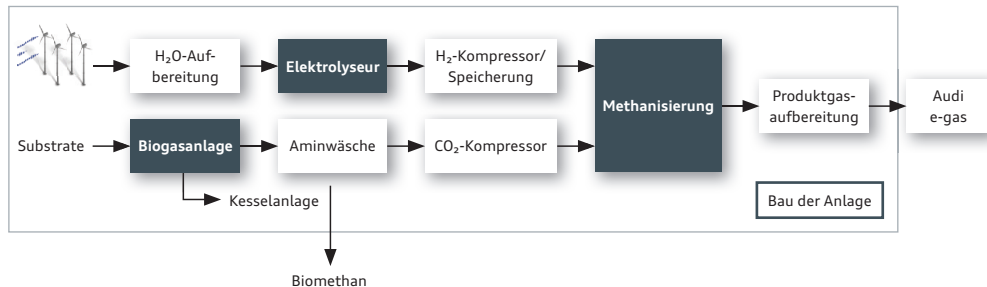 H₂O-Auf-
bereitung
Elektrolyseur
H₂-Kompressor/
Speicherung
Methanisierung
Produktgas-
aufbereitung
Audi
e-gas
Substrate
Biogasanlage
Aminwäsche
CO₂-Kompressor
Kesselanlage
Bau der Anlage
Biomethan